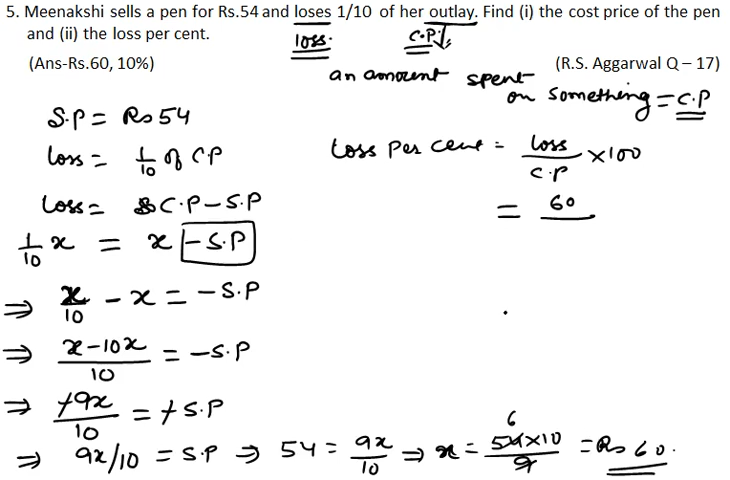 5. Meenakshi sells a pen for Rs.54 and loses 1/10 of her outlay. Find (i) the cost price of the pen
and (ii) the loss per cent.
loss. C.P.
(Ans-Rs.60, 10%)
(R.S. Aggarwal Q – 17)
an amount spent
on something = C.P
S.P = Rs 54
loss = 1/10 of C.P
Loss = C.P – S.P
1/10 x = x – S.P
⇒ x/10 – x = – S.P
⇒ x–10x/10 = –S.P
⇒ +9x/10 = + S.P
⇒ 9x/10 = S.P ⇒ 54 = 9x/10 ⇒ x = 54×10/9 = Rs 60.
6
Loss Per cent = Loss/C.P ×100
= 60